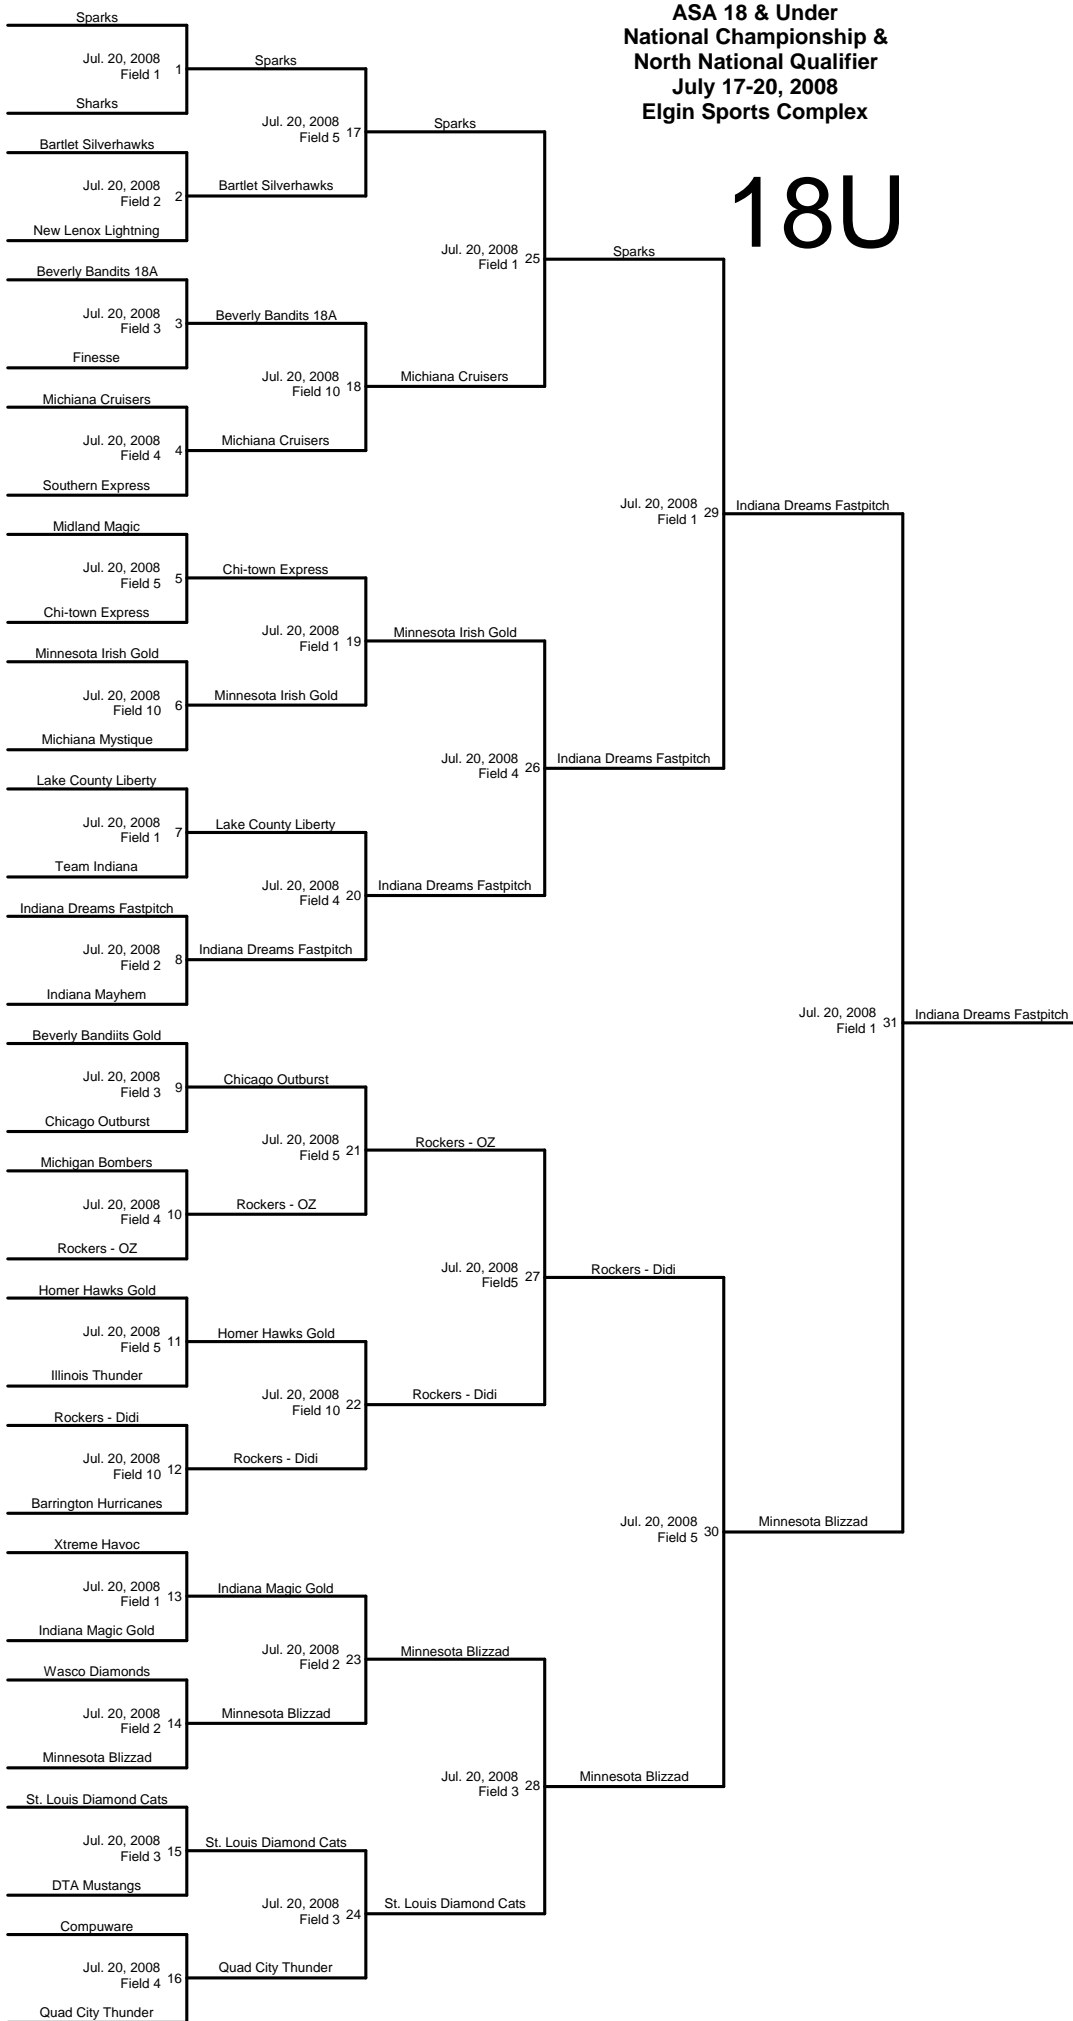 ASA 18 & Under
National Championship &
North National Qualifier
July 17-20, 2008
Elgin Sports Complex
18U
Sparks
Jul. 20, 2008
Field 1
1
Sharks
Bartlet Silverhawks
Jul. 20, 2008
Field 2
2
New Lenox Lightning
Beverly Bandits 18A
Jul. 20, 2008
Field 3
3
Finesse
Michiana Cruisers
Jul. 20, 2008
Field 4
4
Southern Express
Midland Magic
Jul. 20, 2008
Field 5
5
Chi-town Express
Minnesota Irish Gold
Jul. 20, 2008
Field 10
6
Michiana Mystique
Lake County Liberty
Jul. 20, 2008
Field 1
7
Team Indiana
Indiana Dreams Fastpitch
Jul. 20, 2008
Field 2
8
Indiana Mayhem
Beverly Bandiits Gold
Jul. 20, 2008
Field 3
9
Chicago Outburst
Michigan Bombers
Jul. 20, 2008
Field 4
10
Rockers - OZ
Homer Hawks Gold
Jul. 20, 2008
Field 5
11
Illinois Thunder
Rockers - Didi
Jul. 20, 2008
Field 10
12
Barrington Hurricanes
Xtreme Havoc
Jul. 20, 2008
Field 1
13
Indiana Magic Gold
Wasco Diamonds
Jul. 20, 2008
Field 2
14
Minnesota Blizzad
St. Louis Diamond Cats
Jul. 20, 2008
Field 3
15
DTA Mustangs
Compuware
Jul. 20, 2008
Field 4
16
Quad City Thunder
Sparks
Jul. 20, 2008
Field 5
17
Bartlet Silverhawks
Beverly Bandits 18A
Jul. 20, 2008
Field 10
18
Michiana Cruisers
Chi-town Express
Jul. 20, 2008
Field 1
19
Minnesota Irish Gold
Lake County Liberty
Jul. 20, 2008
Field 4
20
Indiana Dreams Fastpitch
Chicago Outburst
Jul. 20, 2008
Field 5
21
Rockers - OZ
Homer Hawks Gold
Jul. 20, 2008
Field 10
22
Rockers - Didi
Indiana Magic Gold
Jul. 20, 2008
Field 2
23
Minnesota Blizzad
St. Louis Diamond Cats
Jul. 20, 2008
Field 3
24
Quad City Thunder
Sparks
Jul. 20, 2008
Field 1
25
Michiana Cruisers
Minnesota Irish Gold
Jul. 20, 2008
Field 4
26
Indiana Dreams Fastpitch
Rockers - OZ
Jul. 20, 2008
Field5
27
Rockers - Didi
Minnesota Blizzad
Jul. 20, 2008
Field 3
28
St. Louis Diamond Cats
Sparks
Jul. 20, 2008
Field 1
29
Indiana Dreams Fastpitch
Rockers - Didi
Jul. 20, 2008
Field 5
30
Minnesota Blizzad
Indiana Dreams Fastpitch
Jul. 20, 2008
Field 1
31
Minnesota Blizzad
Indiana Dreams Fastpitch